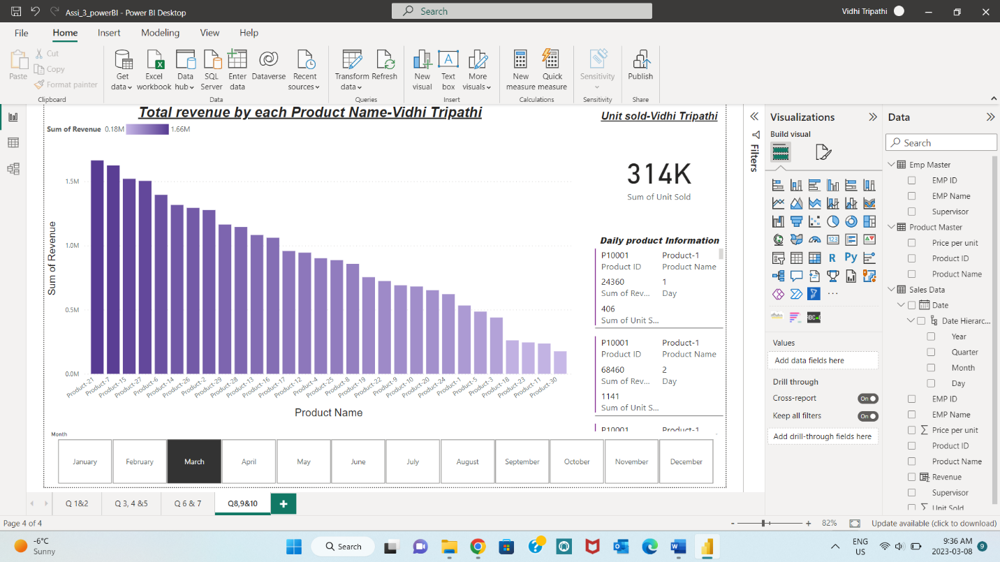 Assi_3_powerBI - Power BI Desktop
Search
Vidhi Tripathi
File
Home
Insert
Modeling
View
Help
Paste
Cut
Copy
Format painter
Clipboard
Get
data
Excel
workbook
Data
hub
SQL
Server
Enter
data
Dataverse
Recent
sources
Data
Transform
data
Refresh
Queries
New
visual
Text
box
More
visuals
Insert
New
measure
Quick
measure
Calculations
Sensitivity
Sensitivity
Publish
Share
Total revenue by each Product Name-Vidhi Tripathi
Sum of Revenue 0.18M 1.66M
Sum of Revenue
1.5M
1.0M
0.5M
0.0M
Product-21
Product-7
Product-15
Product-27
Product-6
Product-14
Product-26
Product-2
Product-29
Product-28
Product-13
Product-16
Product-17
Product-12
Product-4
Product-25
Product-8
Product-19
Product-22
Product-9
Product-10
Product-20
Product-24
Product-1
Product-5
Product-3
Product-18
Product-23
Product-11
Product-30
Product Name
Unit sold-Vidhi Tripathi
314K
Sum of Unit Sold
Daily product Information
P10001 Product-1
Product ID Product Name
24360 1
Sum of Rev... Day
406
Sum of Unit S...
P10001 Product-1
Product ID Product Name
68460 2
Sum of Rev... Day
1141
Sum of Unit S...
P10001 Product-1
Month
January February March April May June July August September October November December
Filters
Visualizations
Build visual
R
Py
123
Values
Add data fields here
Drill through
Cross-report On
Keep all filters On
Add drill-through fields here
Data
Search
Emp Master
EMP ID
EMP Name
Supervisor
Product Master
Price per unit
Product ID
Product Name
Sales Data
Date
Date Hierarc...
Year
Quarter
Month
Day
EMP ID
EMP Name
Price per unit
Product ID
Product Name
Revenue
Supervisor
Unit Sold
Q 1&2
Q 3, 4 &5
Q 6 & 7
Q8,9&10
Page 4 of 4
82%
Update available (click to download)
-6°C
Sunny
Search
ENG
US
9:36 AM
2023-03-08
9